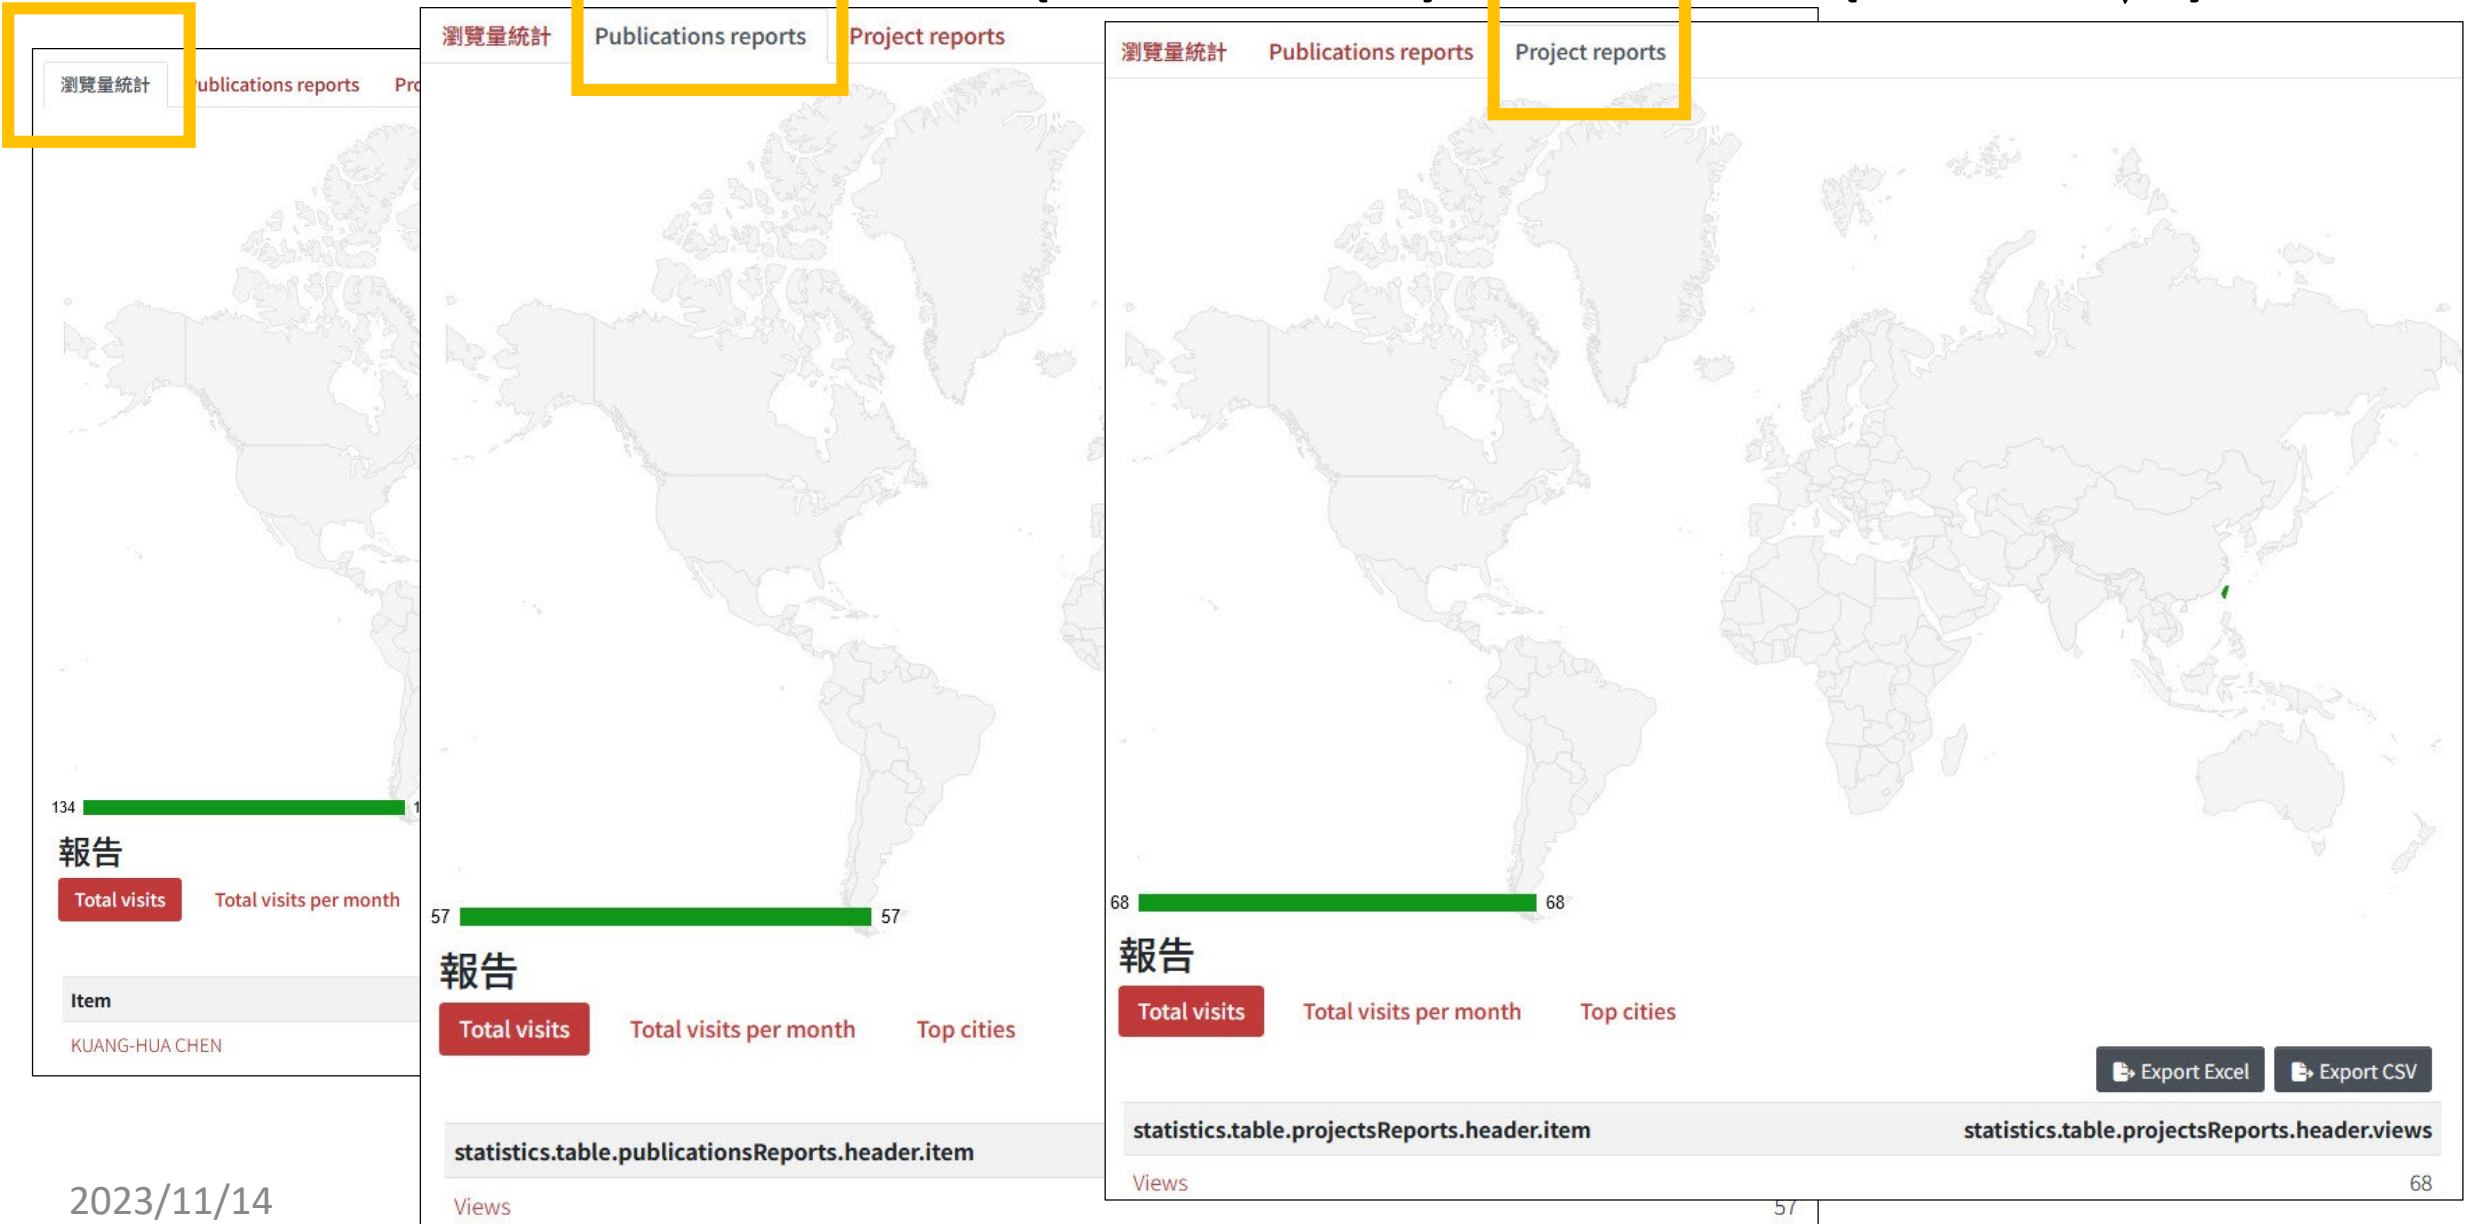 瀏覽量統計
ublications reports
134
報告
Total visits
Total visits per month
Item
KUANG-HUA CHEN
瀏覽量統計
Publications reports
Project reports
57
57
報告
Total visits
Total visits per month
Top cities
statistics.table.publicationsReports.header.item
Views
57
瀏覽量統計
Publications reports
Project reports
68
68
報告
Total visits
Total visits per month
Top cities
Export Excel
Export CSV
statistics.table.projectsReports.header.item
statistics.table.projectsReports.header.views
Views
68
2023/11/14